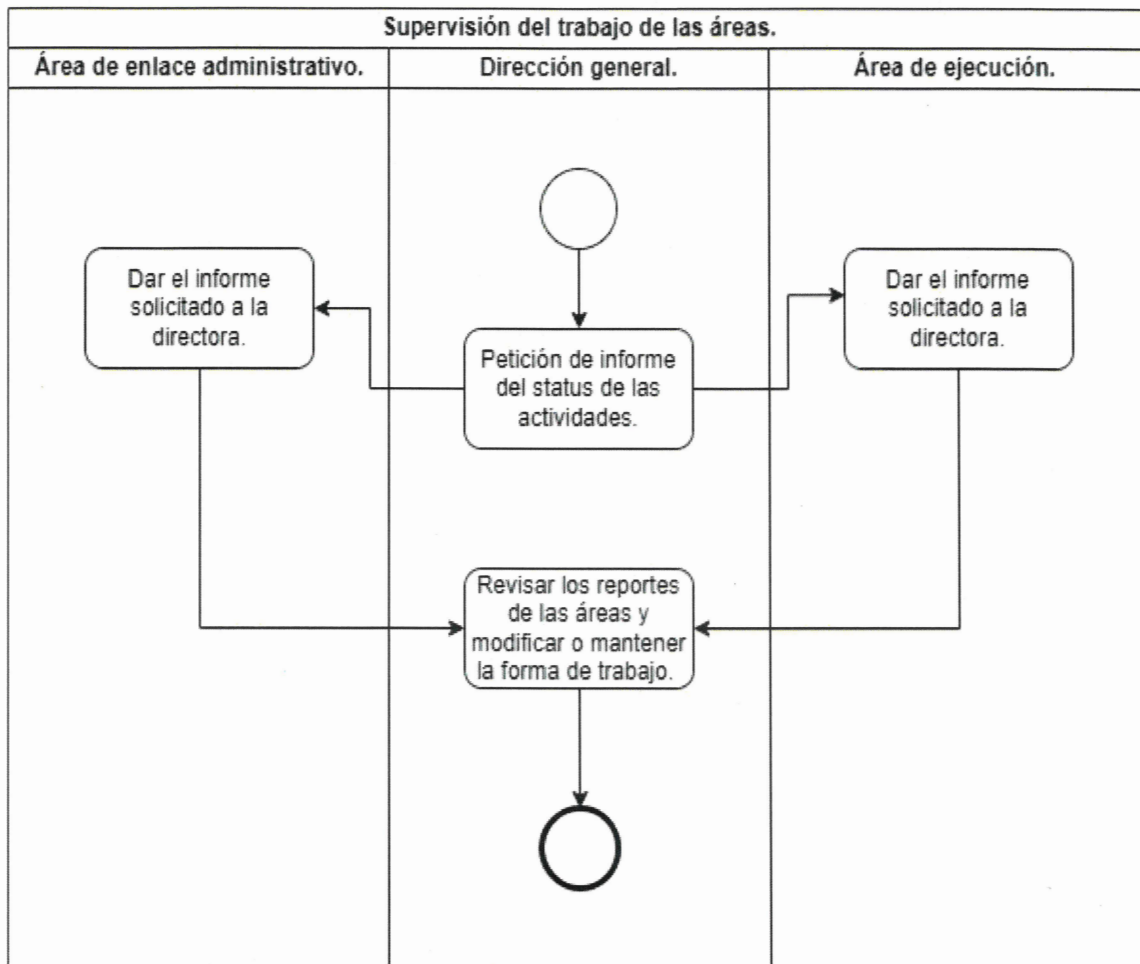 Supervisión del trabajo de las áreas.
Área de enlace administrativo.
Dirección general.
Área de ejecución.
Dar el informe
solicitado a la
directora.
Petición de informe
del status de las
actividades.
Dar el informe
solicitado a la
directora.
Revisar los reportes
de las áreas y
modificar o mantener
la forma de trabajo.